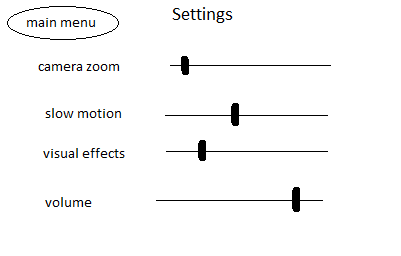 Settings
main menu
camera zoom
slow motion
visual effects
volume